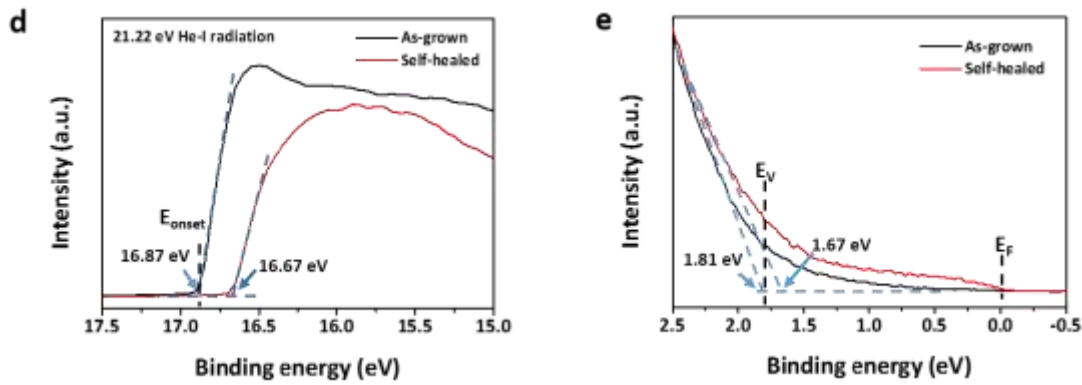 d
21.22 eV He-I radiation
As-grown
Self-healed
Intensity (a.u.)
E_onset
16.87 eV
16.67 eV
17.5 17.0 16.5 16.0 15.5 15.0
Binding energy (eV)
e
As-grown
Self-healed
Intensity (a.u.)
E_V
1.81 eV
1.67 eV
E_F
2.5 2.0 1.5 1.0 0.5 0.0 -0.5
Binding energy (eV)